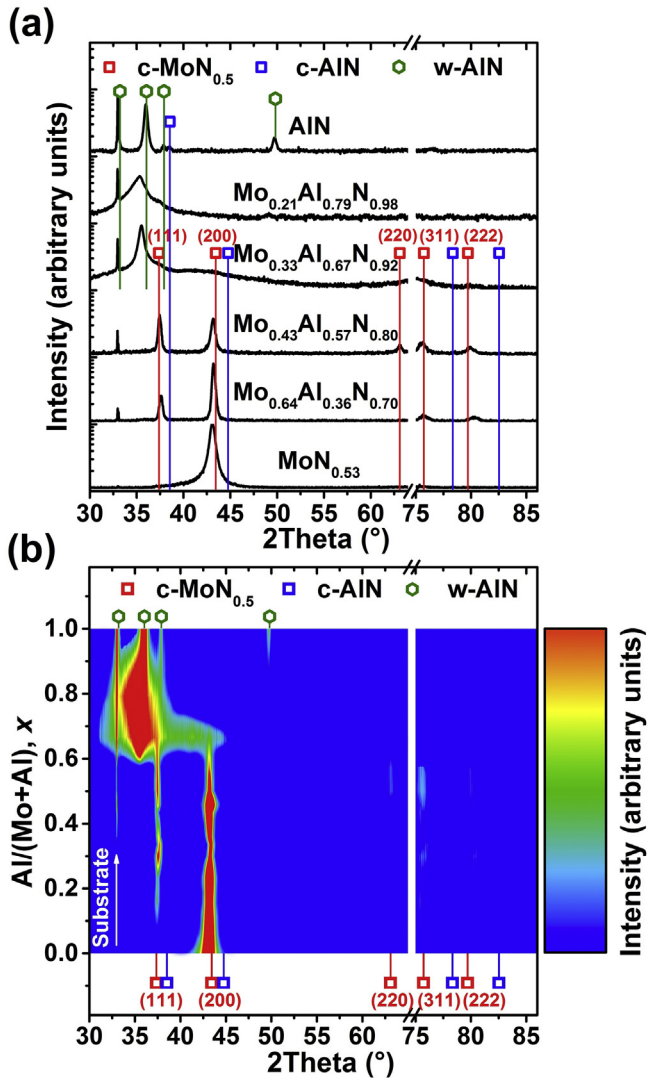 (a)
c-MoN0.5 c-AlN w-AlN
AlN
Mo0.21Al0.79N0.98
(111) (200) Mo0.33Al0.67N0.92 (220) (311) (222)
Mo0.43Al0.57N0.80
Mo0.64Al0.36N0.70
MoN0.53
Intensity (arbitrary units)
30 35 40 45 50 55 60 75 80 85
2Theta (°)
(b)
c-MoN0.5 c-AlN w-AlN
1.0
0.8
0.6
0.4
0.2
0.0
Al/(Mo+Al), x
Substrate
Intensity (arbitrary units)
(111) (200) (220) (311) (222)
30 35 40 45 50 55 60 75 80 85
2Theta (°)